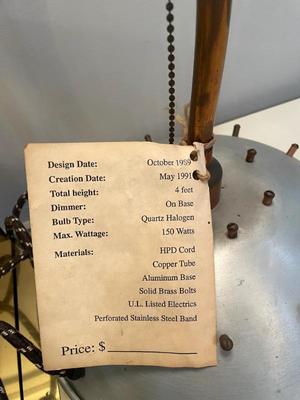 Design Date: October 1989
Creation Date: May 1991
Total height: 4 feet
Dimmer: On Base
Bulb Type: Quartz Halogen
Max. Wattage: 150 Watts
Materials: HPD Cord
Copper Tube
Aluminum Base
Solid Brass Bolts
U.L. Listed Electrics
Perforated Stainless Steel Band
Price: $